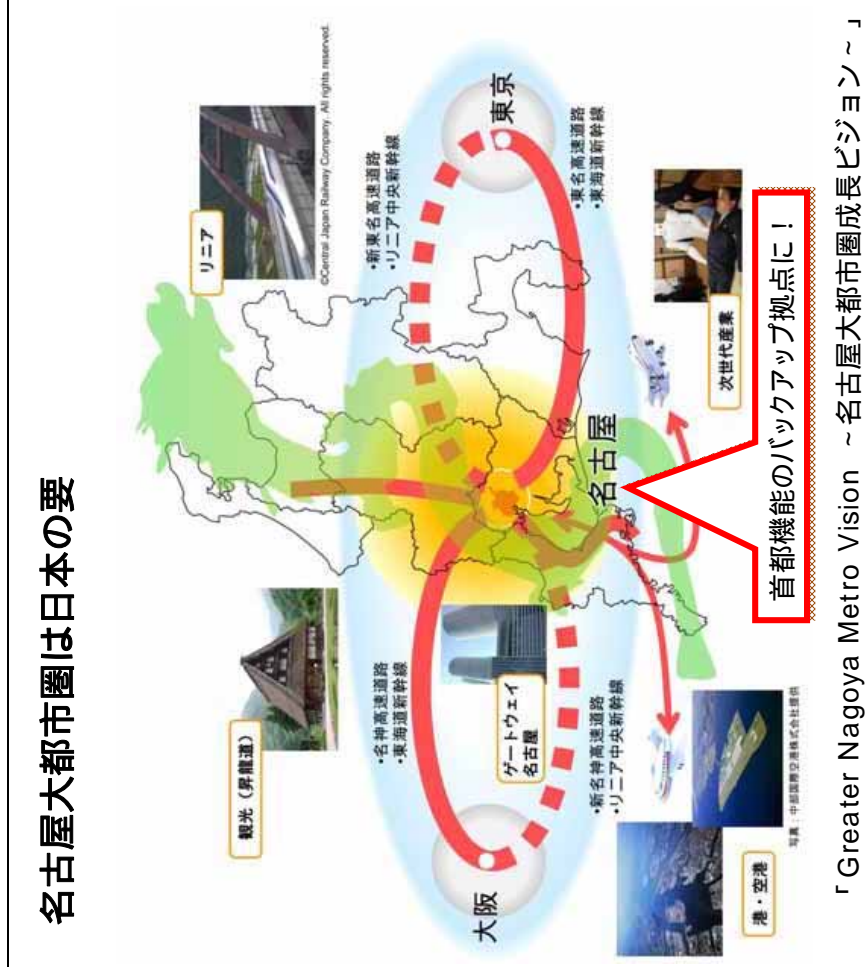 名古屋大都市圏は日本の要
観光（昇龍道）
リニア
©Central Japan Railway Company. All rights reserved.
•名神高速道路
•東海道新幹線
•新東名高速道路
•リニア中央新幹線
大阪
東京
ゲートウェイ
名古屋
名古屋
•新名神高速道路
•リニア中央新幹線
•東名高速道路
•東海道新幹線
港・空港
写真：中部国際空港株式会社提供
次世代産業
首都機能のバックアップ拠点に！
「Greater Nagoya Metro Vision ~名古屋大都市圏成長ビジョン~」